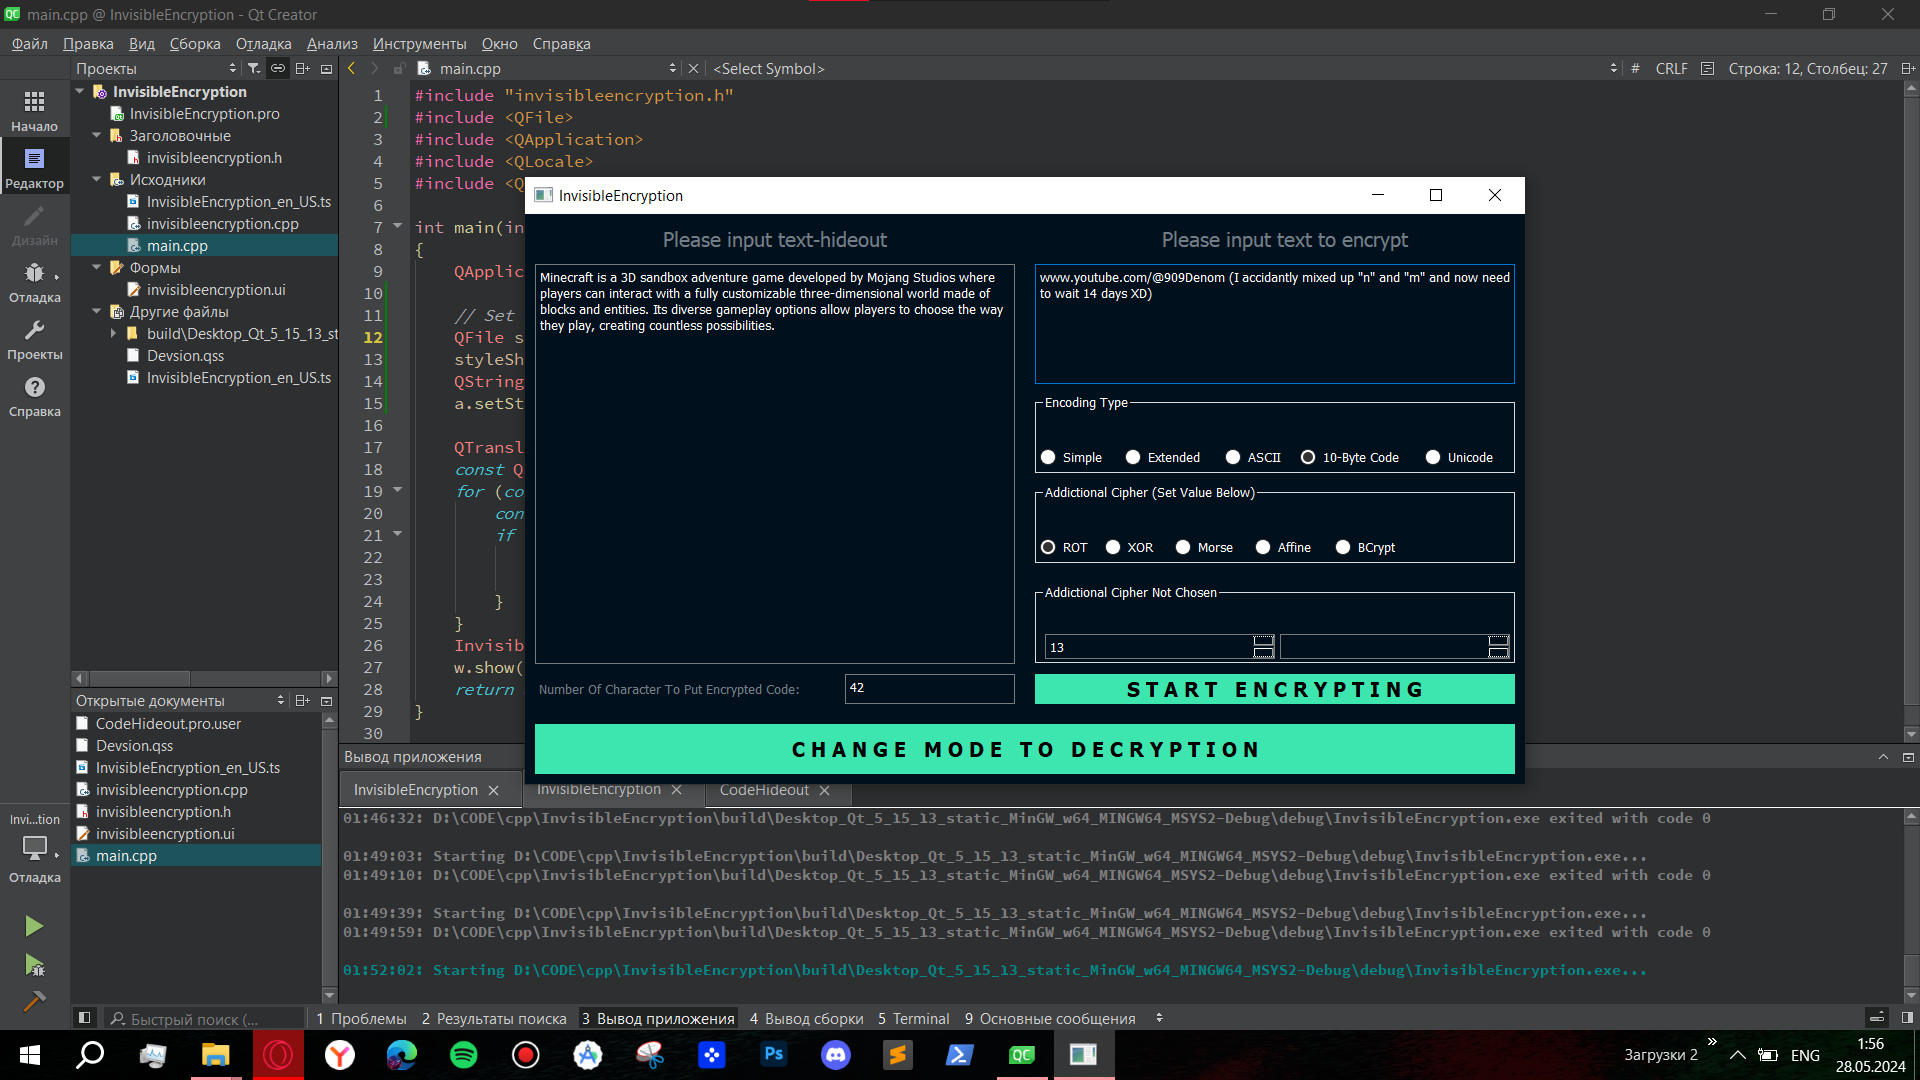 main.cpp @ InvisibleEncryption - Qt Creator
Файл Правка Вид Сборка Отладка Анализ Инструменты Окно Справка
Проекты
main.cpp
<Select Symbol>
#
CRLF
Строка: 12, Столбец: 27
Начало
Редактор
Дизайн
Отладка
Проекты
Справка
InvisibleEncryption
InvisibleEncryption.pro
Заголовочные
invisibleencryption.h
Исходники
InvisibleEncryption_en_US.ts
invisibleencryption.cpp
main.cpp
Формы
invisibleencryption.ui
Другие файлы
build\Desktop_Qt_5_15_13_st
Devsion.qss
InvisibleEncryption_en_US.ts
1 #include "invisibleencryption.h"
2 #include <QFile>
3 #include <QApplication>
4 #include <QLocale>
5 #include <Q
6
7 int main(in
8 {
9 QApplic
10
11 // Set
12 QFile s
13 styleSh
14 QString
15 a.setSt
16
17 QTransl
18 const Q
19 for (co
20 con
21 if
22
23
24 }
25 }
26 Invisib
27 w.show(
28 return
29 }
30
InvisibleEncryption
Please input text-hideout
Minecraft is a 3D sandbox adventure game developed by Mojang Studios where
players can interact with a fully customizable three-dimensional world made of
blocks and entities. Its diverse gameplay options allow players to choose the way
they play, creating countless possibilities.
Number Of Character To Put Encrypted Code:
42
Please input text to encrypt
www.youtube.com/@909Denom (I accidantly mixed up "n" and "m" and now need
to wait 14 days XD)
Encoding Type
Simple Extended ASCII 10-Byte Code Unicode
Addictional Cipher (Set Value Below)
ROT XOR Morse Affine BCrypt
Addictional Cipher Not Chosen
13
START ENCRYPTING
CHANGE MODE TO DECRYPTION
Открытые документы
CodeHideout.pro.user
Devsion.qss
InvisibleEncryption_en_US.ts
invisibleencryption.cpp
invisibleencryption.h
invisibleencryption.ui
main.cpp
Invi...tion
Отладка
Вывод приложения
InvisibleEncryption
InvisibleEncryption
CodeHideout
01:46:32: D:\CODE\cpp\InvisibleEncryption\build\Desktop_Qt_5_15_13_static_MinGW_w64_MINGW64_MSYS2-Debug\debug\InvisibleEncryption.exe exited with code 0
01:49:03: Starting D:\CODE\cpp\InvisibleEncryption\build\Desktop_Qt_5_15_13_static_MinGW_w64_MINGW64_MSYS2-Debug\debug\InvisibleEncryption.exe...
01:49:10: D:\CODE\cpp\InvisibleEncryption\build\Desktop_Qt_5_15_13_static_MinGW_w64_MINGW64_MSYS2-Debug\debug\InvisibleEncryption.exe exited with code 0
01:49:39: Starting D:\CODE\cpp\InvisibleEncryption\build\Desktop_Qt_5_15_13_static_MinGW_w64_MINGW64_MSYS2-Debug\debug\InvisibleEncryption.exe...
01:49:59: D:\CODE\cpp\InvisibleEncryption\build\Desktop_Qt_5_15_13_static_MinGW_w64_MINGW64_MSYS2-Debug\debug\InvisibleEncryption.exe exited with code 0
01:52:02: Starting D:\CODE\cpp\InvisibleEncryption\build\Desktop_Qt_5_15_13_static_MinGW_w64_MINGW64_MSYS2-Debug\debug\InvisibleEncryption.exe...
Быстрый поиск (...
1 Проблемы 2 Результаты поиска 3 Вывод приложения 4 Вывод сборки 5 Terminal 9 Основные сообщения
Загрузки 2
ENG
1:56
28.05.2024